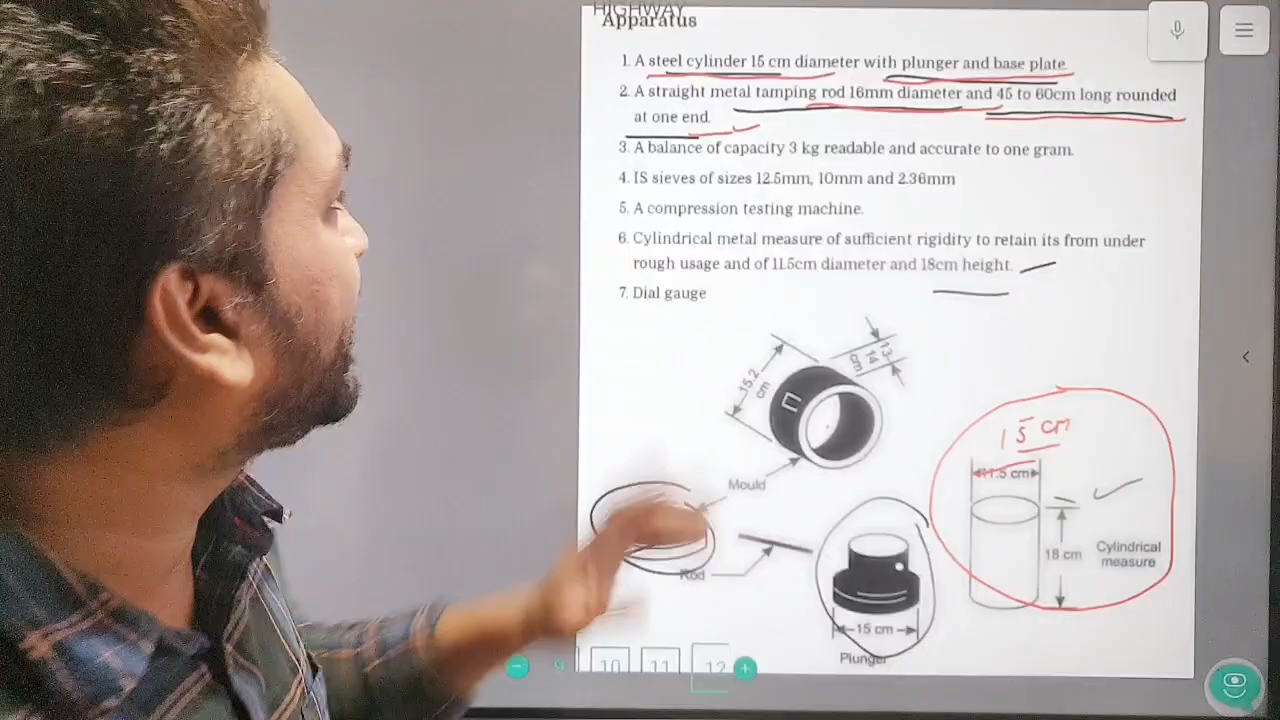 HIGHWAY
Apparatus
1. A steel cylinder 15 cm diameter with plunger and base plate
2. A straight metal tamping rod 16mm diameter and 45 to 60cm long rounded
at one end.
3. A balance of capacity 3 kg readable and accurate to one gram.
4. IS sieves of sizes 12.5mm, 10mm and 2.36mm
5. A compression testing machine.
6. Cylindrical metal measure of sufficient rigidity to retain its from under
rough usage and of 11.5cm diameter and 18cm height.
7. Dial gauge
13
14
cm
15.2
cm
15 cm
11.5 cm
Mould
18 cm
Cylindrical
measure
Rod
15 cm
Plunger
9 10 11 12